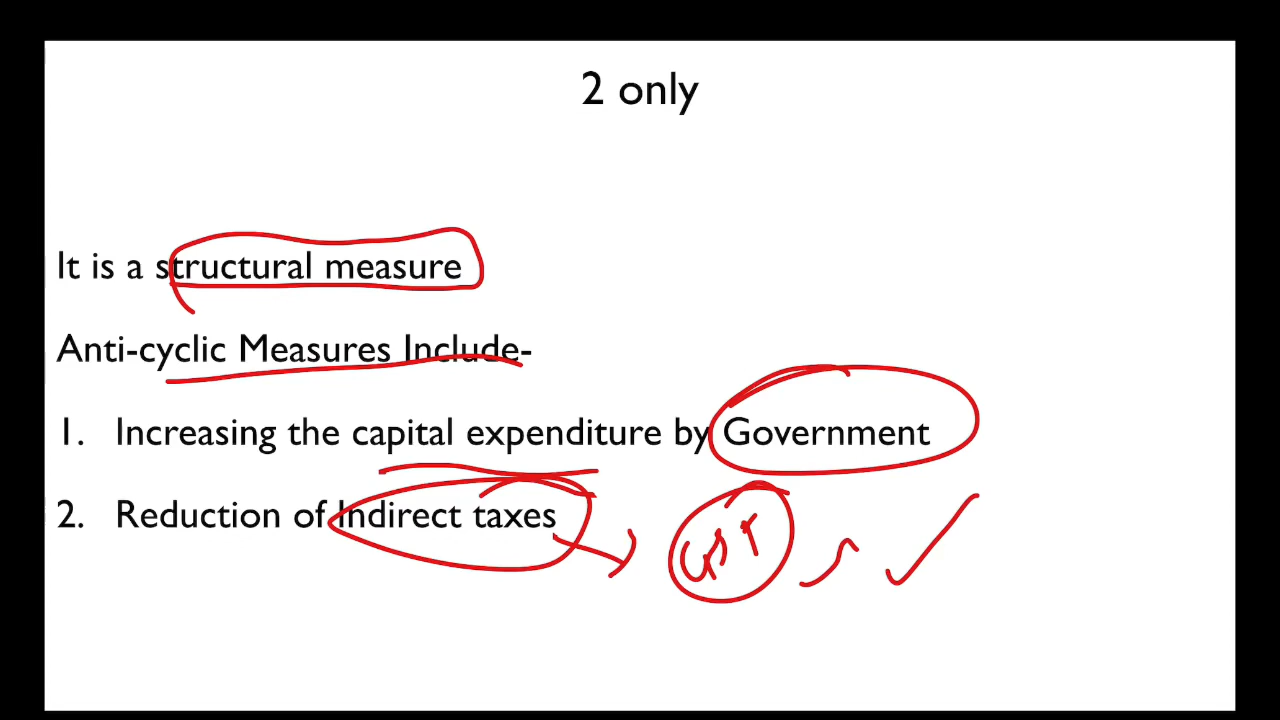 2 only
It is a structural measure
Anti-cyclic Measures Include-
1. Increasing the capital expenditure by Government
2. Reduction of Indirect taxes
GST